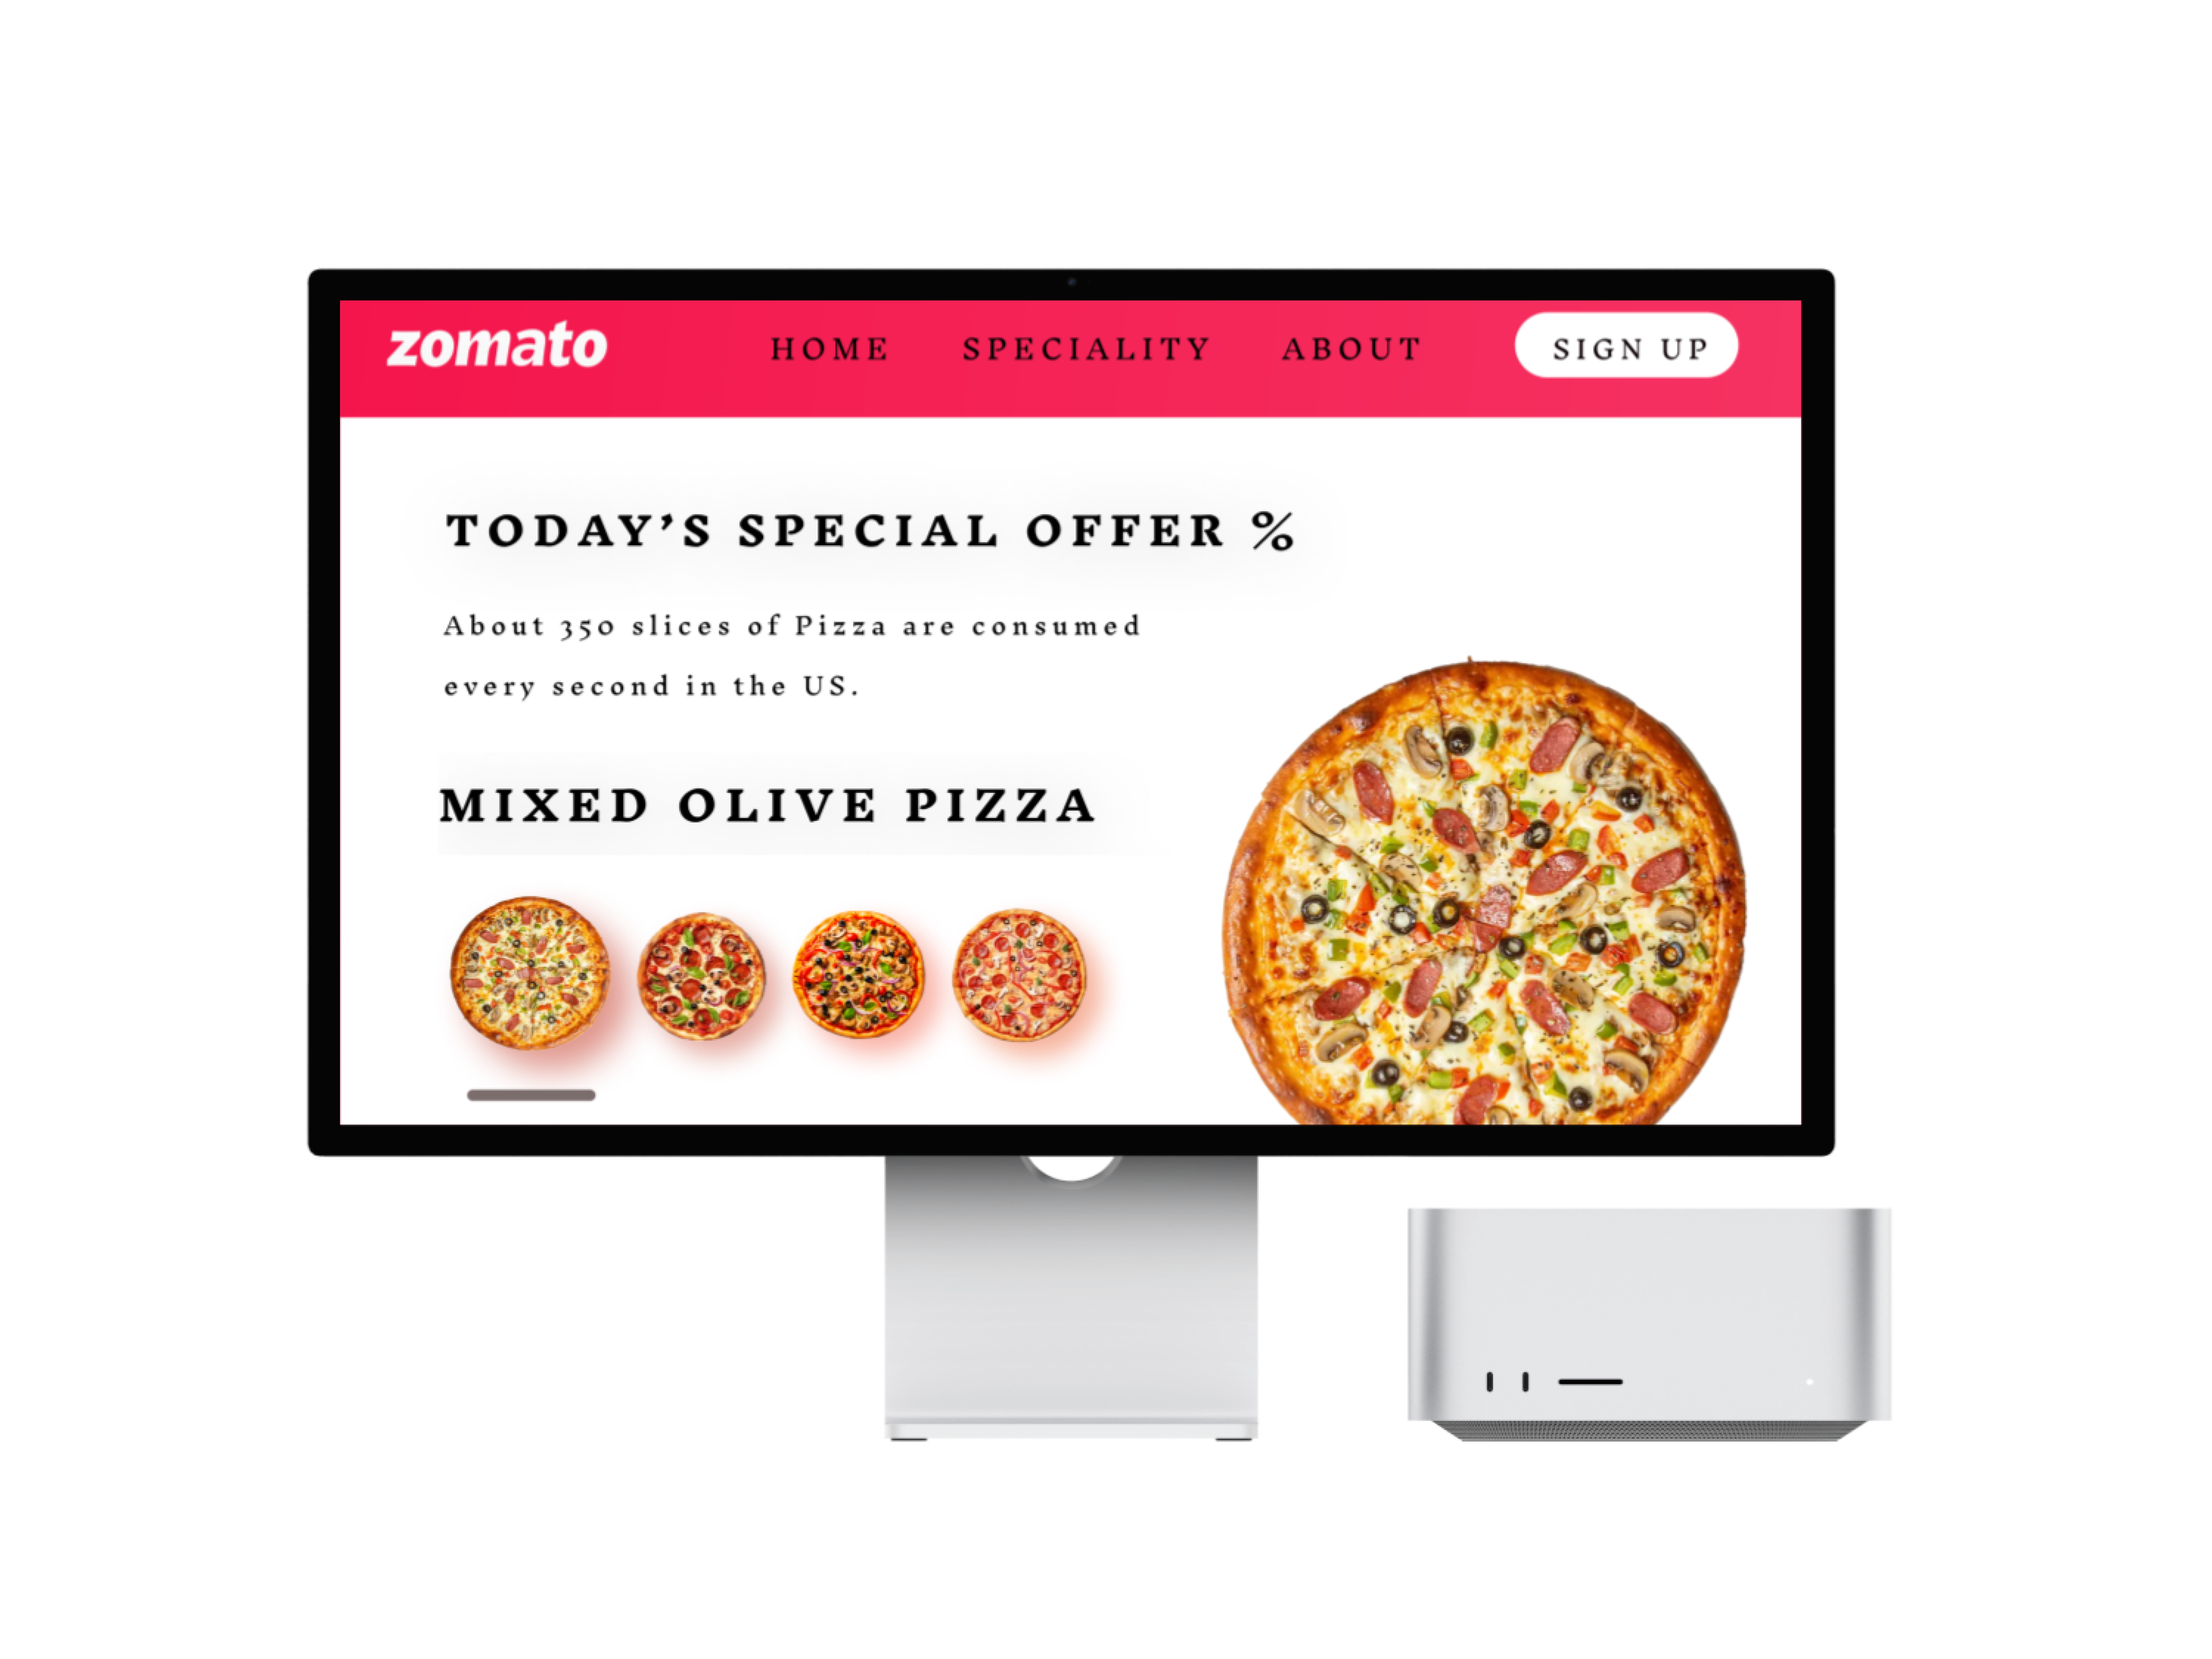 zomato
HOME SPECIALITY ABOUT SIGN UP
TODAY’S SPECIAL OFFER %
About 350 slices of Pizza are consumed
every second in the US.
MIXED OLIVE PIZZA